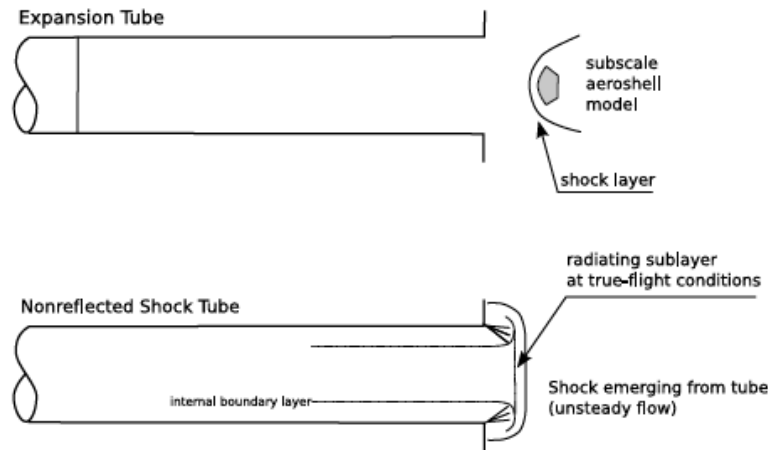 Expansion Tube
subscale
aeroshell
model
shock layer
radiating sublayer
at true-flight conditions
Nonreflected Shock Tube
internal boundary layer
Shock emerging from tube
(unsteady flow)